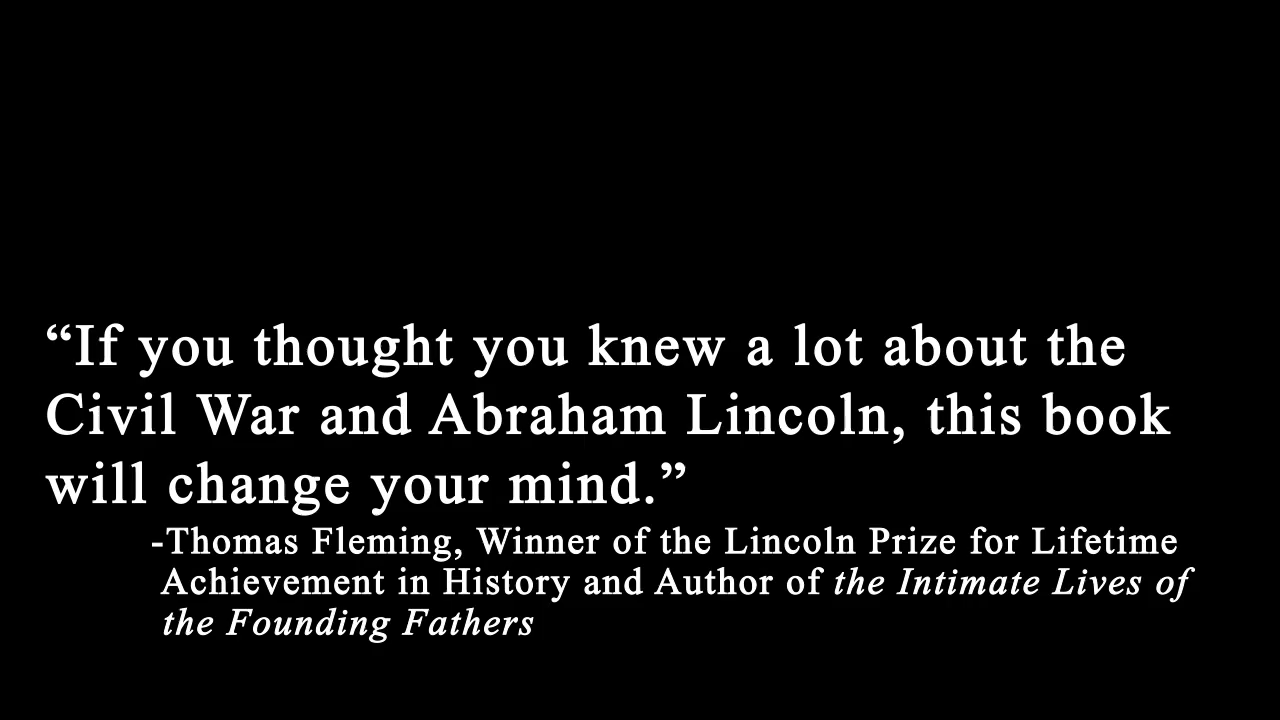 “If you thought you knew a lot about the
Civil War and Abraham Lincoln, this book
will change your mind.”
-Thomas Fleming, Winner of the Lincoln Prize for Lifetime
Achievement in History and Author of the Intimate Lives of
the Founding Fathers